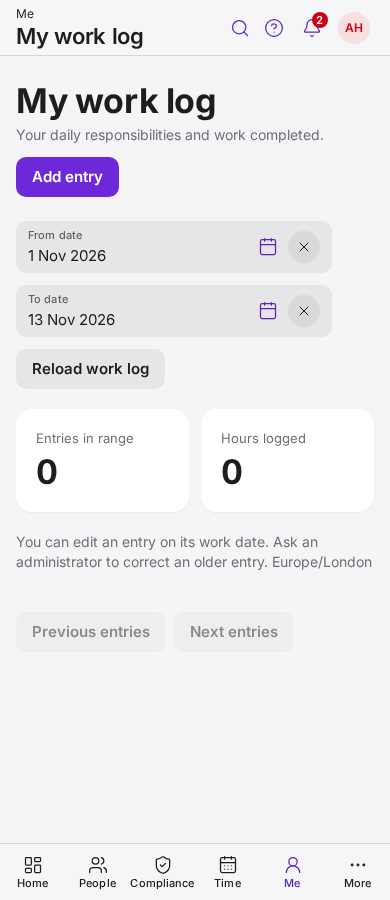 Me
My work log
2
AH
My work log
Your daily responsibilities and work completed.
Add entry
From date
1 Nov 2026
To date
13 Nov 2026
Reload work log
Entries in range
0
Hours logged
0
You can edit an entry on its work date. Ask an
administrator to correct an older entry. Europe/London
Previous entries
Next entries
Home
People
Compliance
Time
Me
More